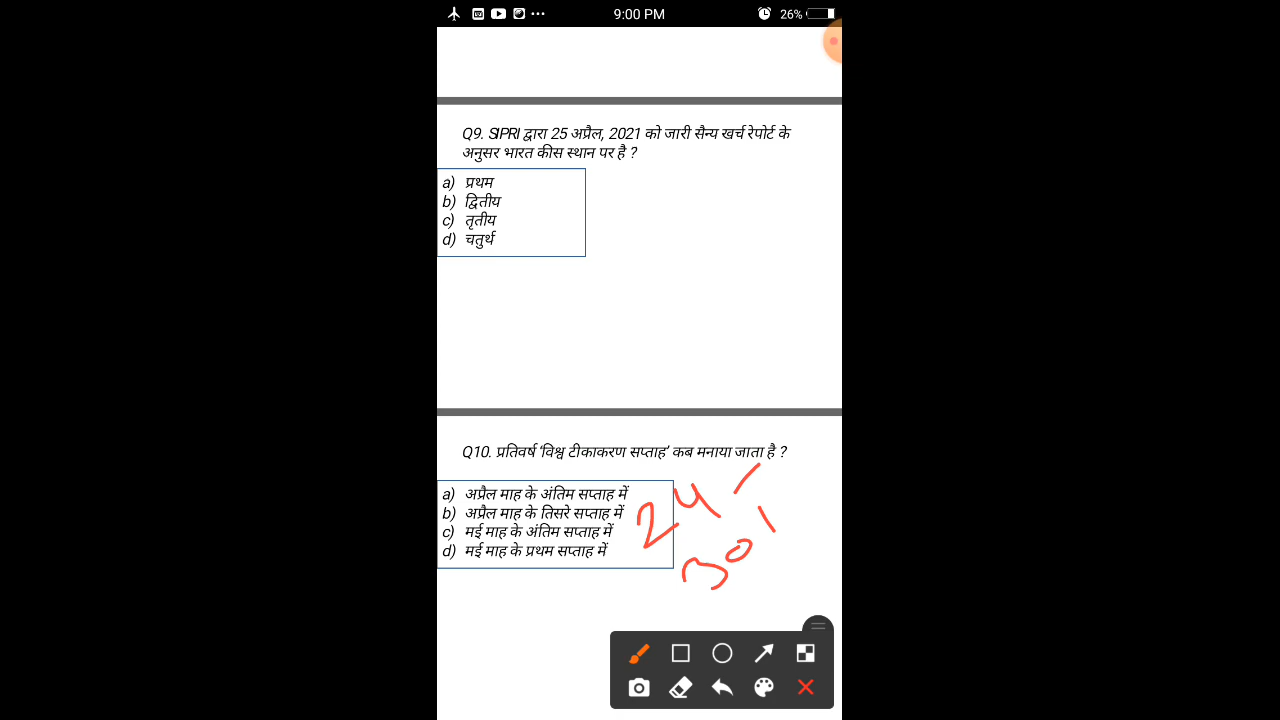 9:00 PM
26%
Q9. SIPRI द्वारा 25 अप्रैल, 2021 को जारी सैन्य खर्च रेपोर्ट के
अनुसर भारत कीस स्थान पर है ?
a) प्रथम
b) द्वितीय
c) तृतीय
d) चतुर्थ
Q10. प्रतिवर्ष ‘विश्व टीकाकरण सप्ताह’ कब मनाया जाता है ?
a) अप्रैल माह के अंतिम सप्ताह में
b) अप्रैल माह के तिसरे सप्ताह में
c) मई माह के अंतिम सप्ताह में
d) मई माह के प्रथम सप्ताह में
24 -
30